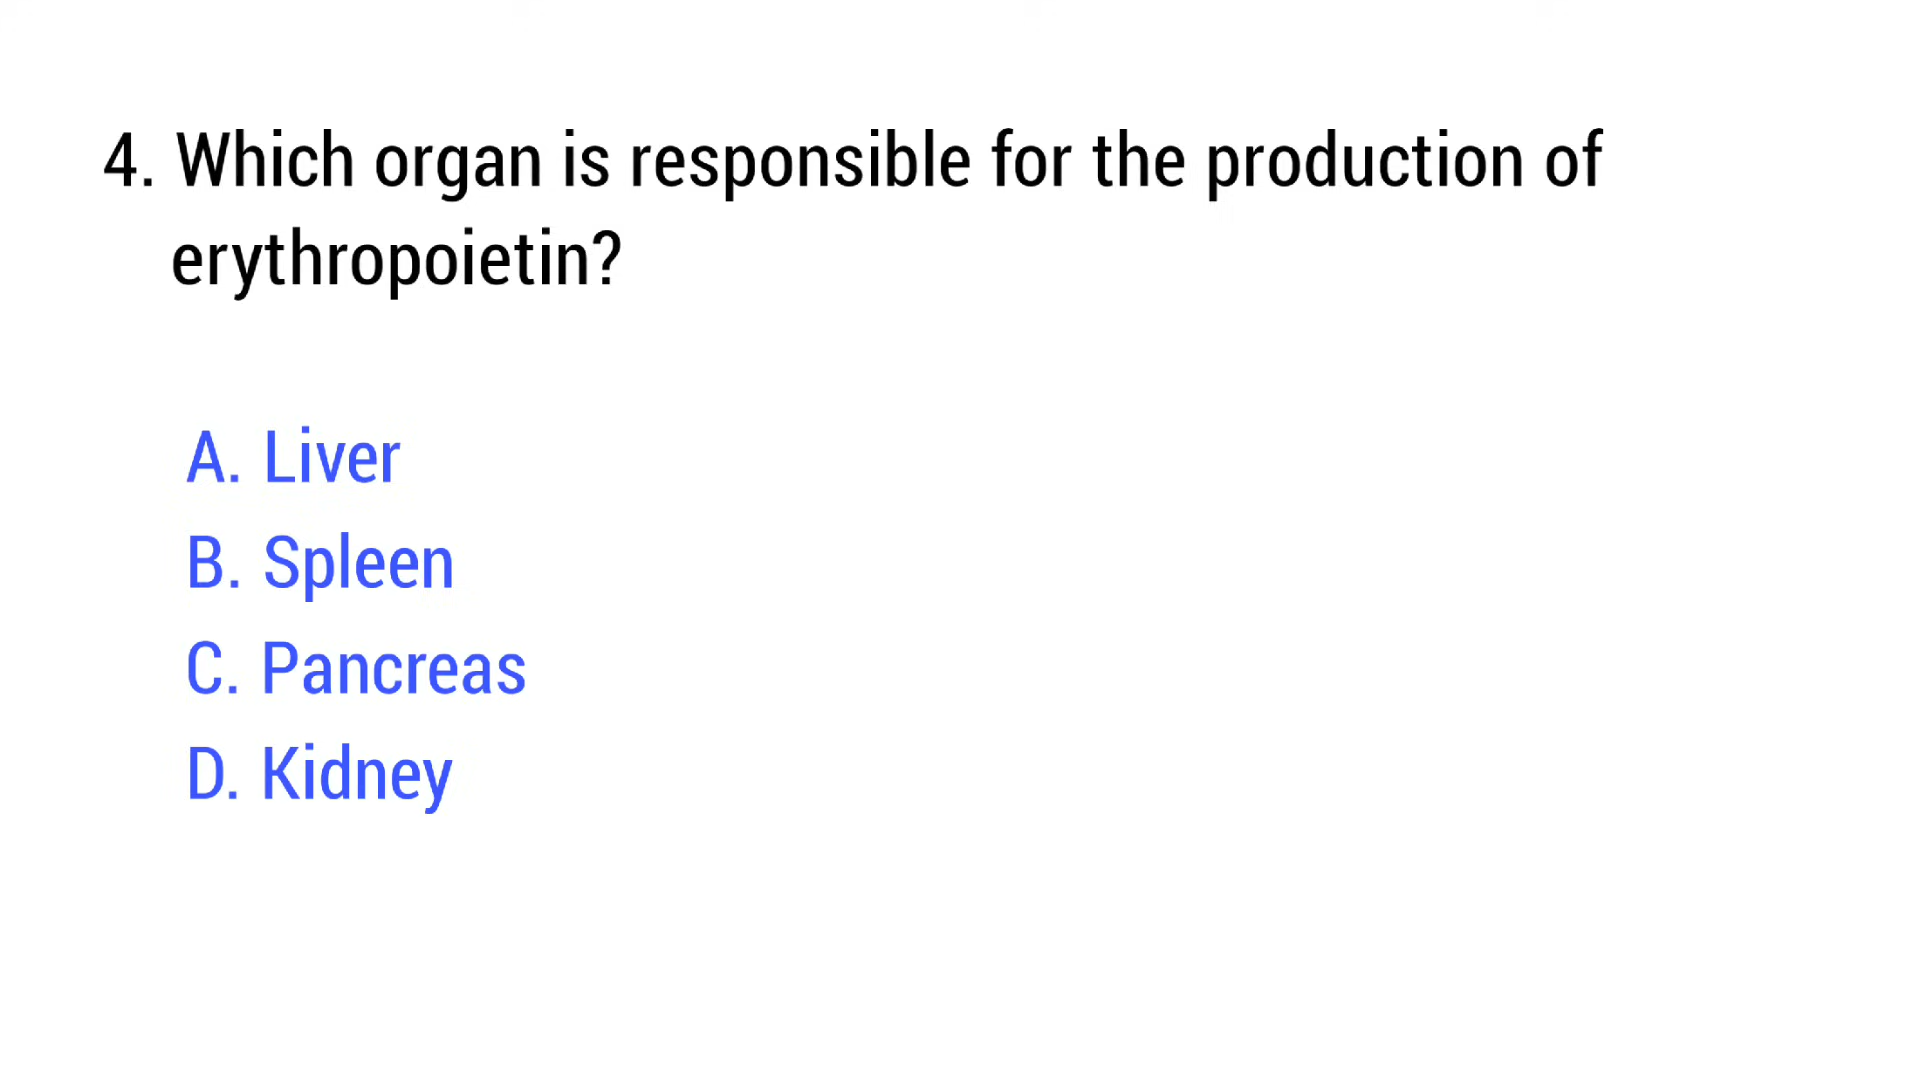 4. Which organ is responsible for the production of
erythropoietin?
A. Liver
B. Spleen
C. Pancreas
D. Kidney